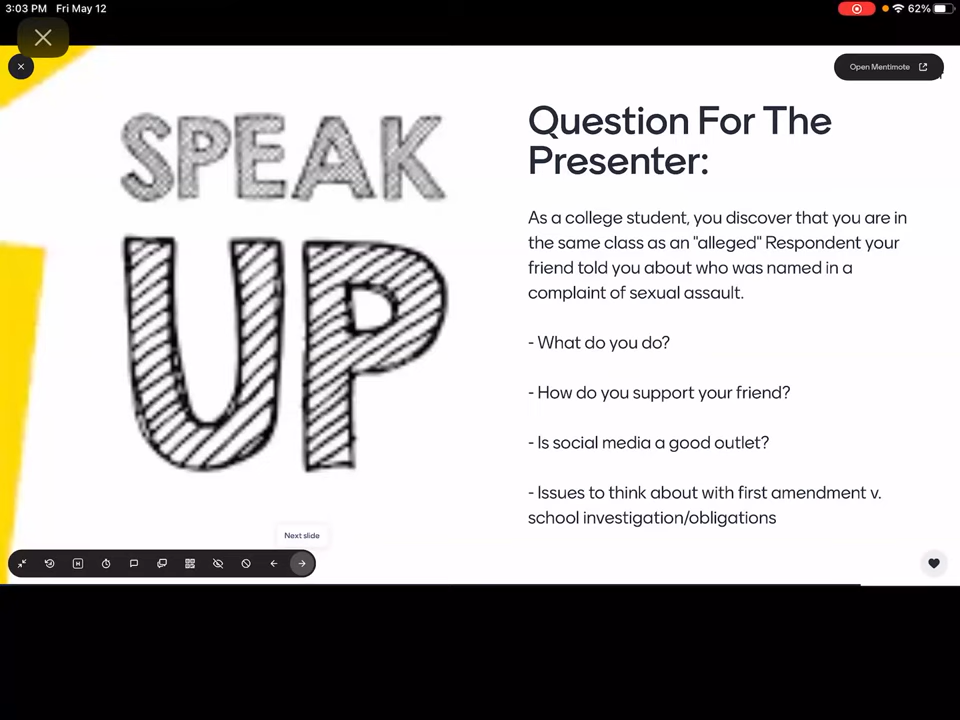 3:03 PM Fri May 12
62%
Open Mentimote
SPEAK
UP
Question For The
Presenter:
As a college student, you discover that you are in
the same class as an "alleged" Respondent your
friend told you about who was named in a
complaint of sexual assault.
- What do you do?
- How do you support your friend?
- Is social media a good outlet?
- Issues to think about with first amendment v.
school investigation/obligations
Next slide
H